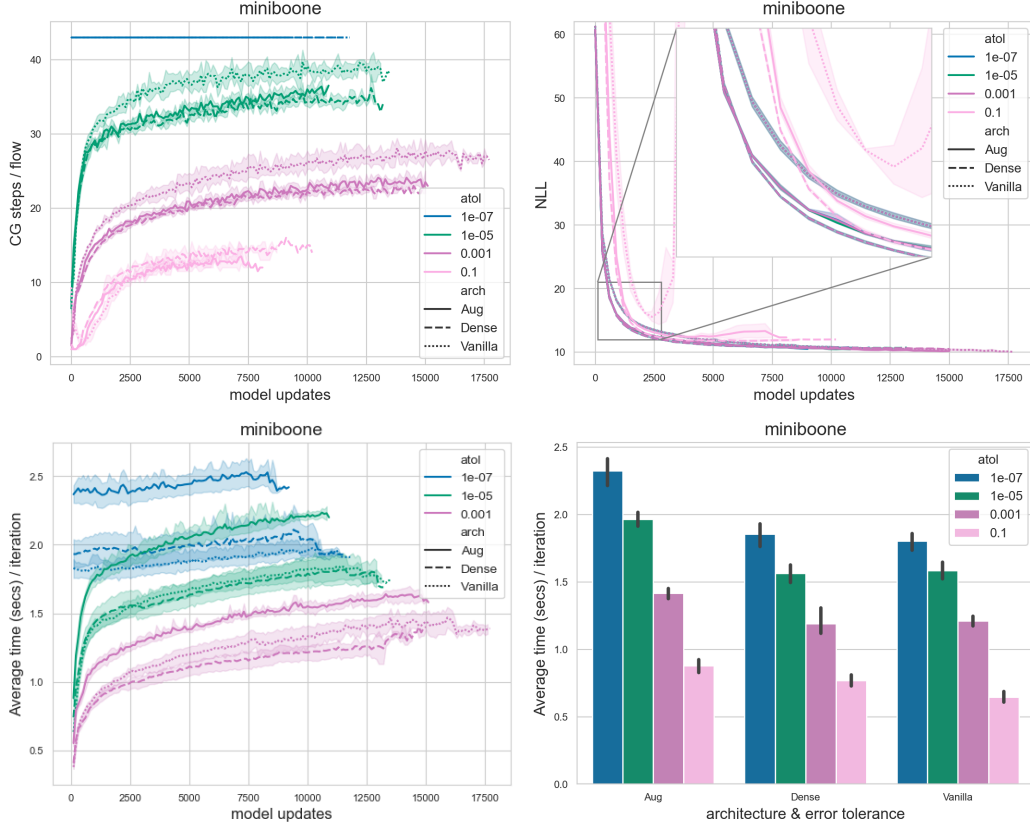 miniboone
CG steps / flow
40
30
20
10
0
0
2500
5000
7500
10000
12500
15000
17500
model updates
atol
1e-07
1e-05
0.001
0.1
arch
Aug
Dense
Vanilla
miniboone
NLL
60
50
40
30
20
10
0
2500
5000
7500
10000
12500
15000
17500
model updates
atol
1e-07
1e-05
0.001
0.1
arch
Aug
Dense
Vanilla
miniboone
Average time (secs) / iteration
2.5
2.0
1.5
1.0
0.5
0
2500
5000
7500
10000
12500
15000
17500
model updates
atol
1e-07
1e-05
0.001
arch
Aug
Dense
Vanilla
miniboone
Average time (secs) / iteration
2.5
2.0
1.5
1.0
0.5
0.0
Aug
Dense
Vanilla
architecture & error tolerance
atol
1e-07
1e-05
0.001
0.1